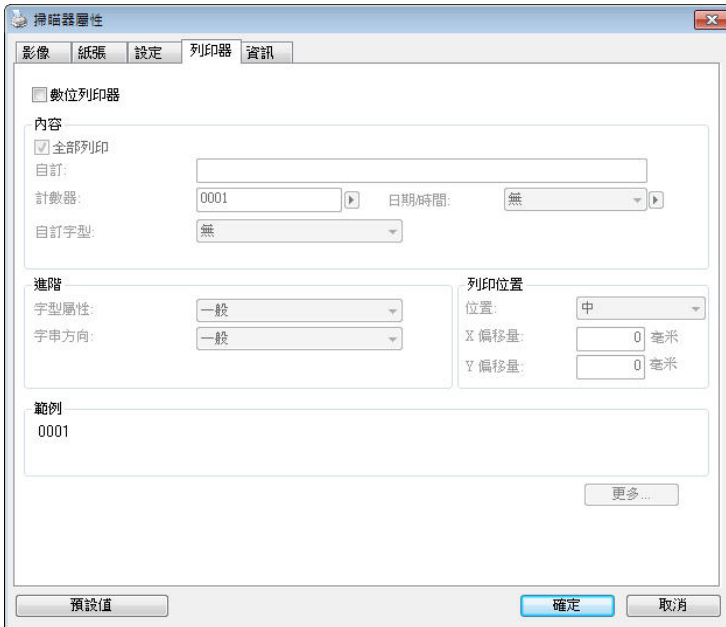 掃瞄器屬性
影像 紙張 設定 列印器 資訊
數位列印器
內容
全部列印
自訂:
計數器: 0001 日期/時間: 無
自訂字型: 無
進階
字型屬性: 一般
字串方向: 一般
列印位置
位置: 中
X 偏移量: 0 毫米
Y 偏移量: 0 毫米
範例
0001
更多...
預設值 確定 取消